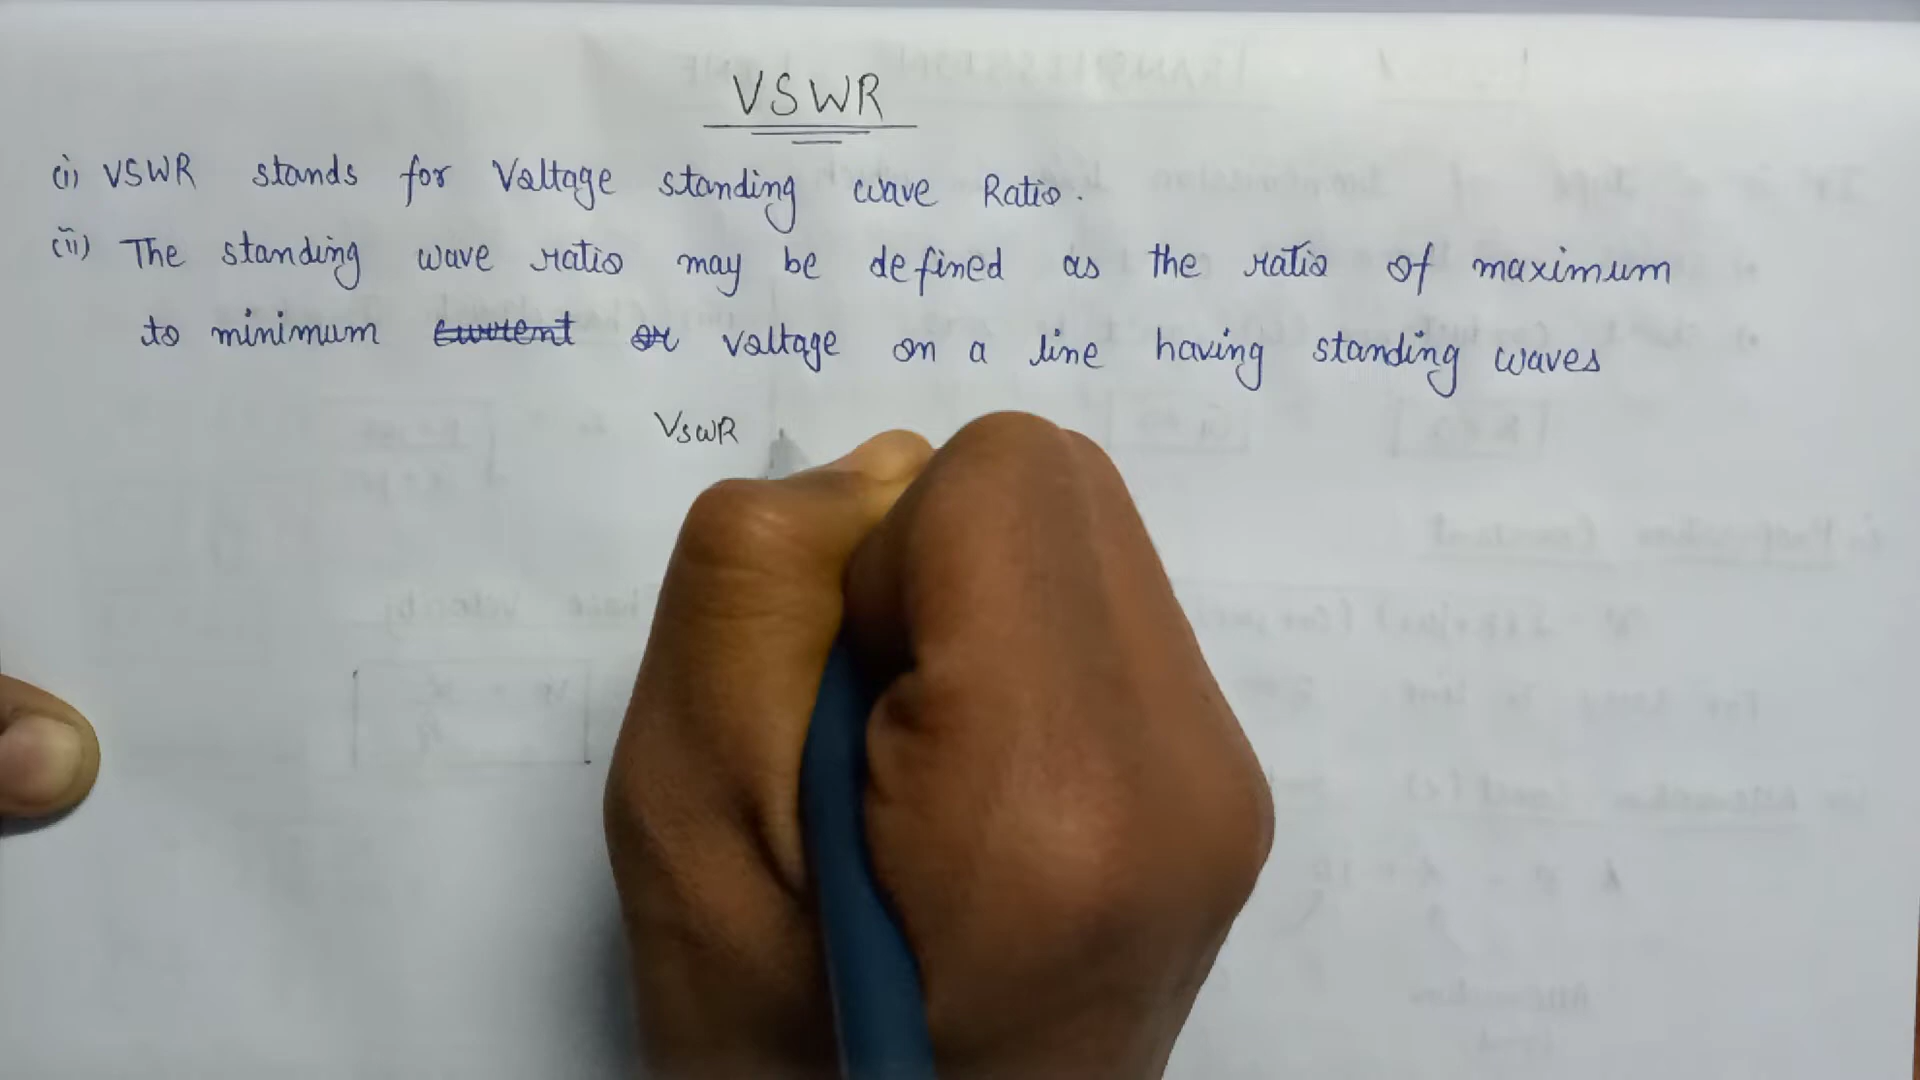 VSWR
(i) VSWR stands for Voltage standing wave Ratio.
(ii) The standing wave ratio may be defined as the ratio of maximum
to minimum current or voltage on a line having standing waves
VSWR